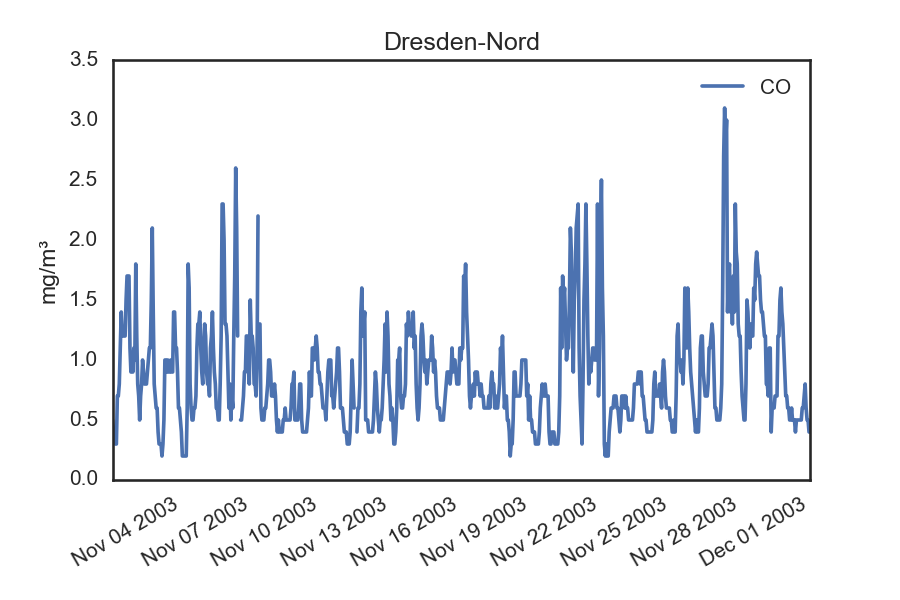 Dresden-Nord
3.5
3.0
2.5
2.0
1.5
1.0
0.5
0.0
mg/m³
CO
Nov 04 2003
Nov 07 2003
Nov 10 2003
Nov 13 2003
Nov 16 2003
Nov 19 2003
Nov 22 2003
Nov 25 2003
Nov 28 2003
Dec 01 2003